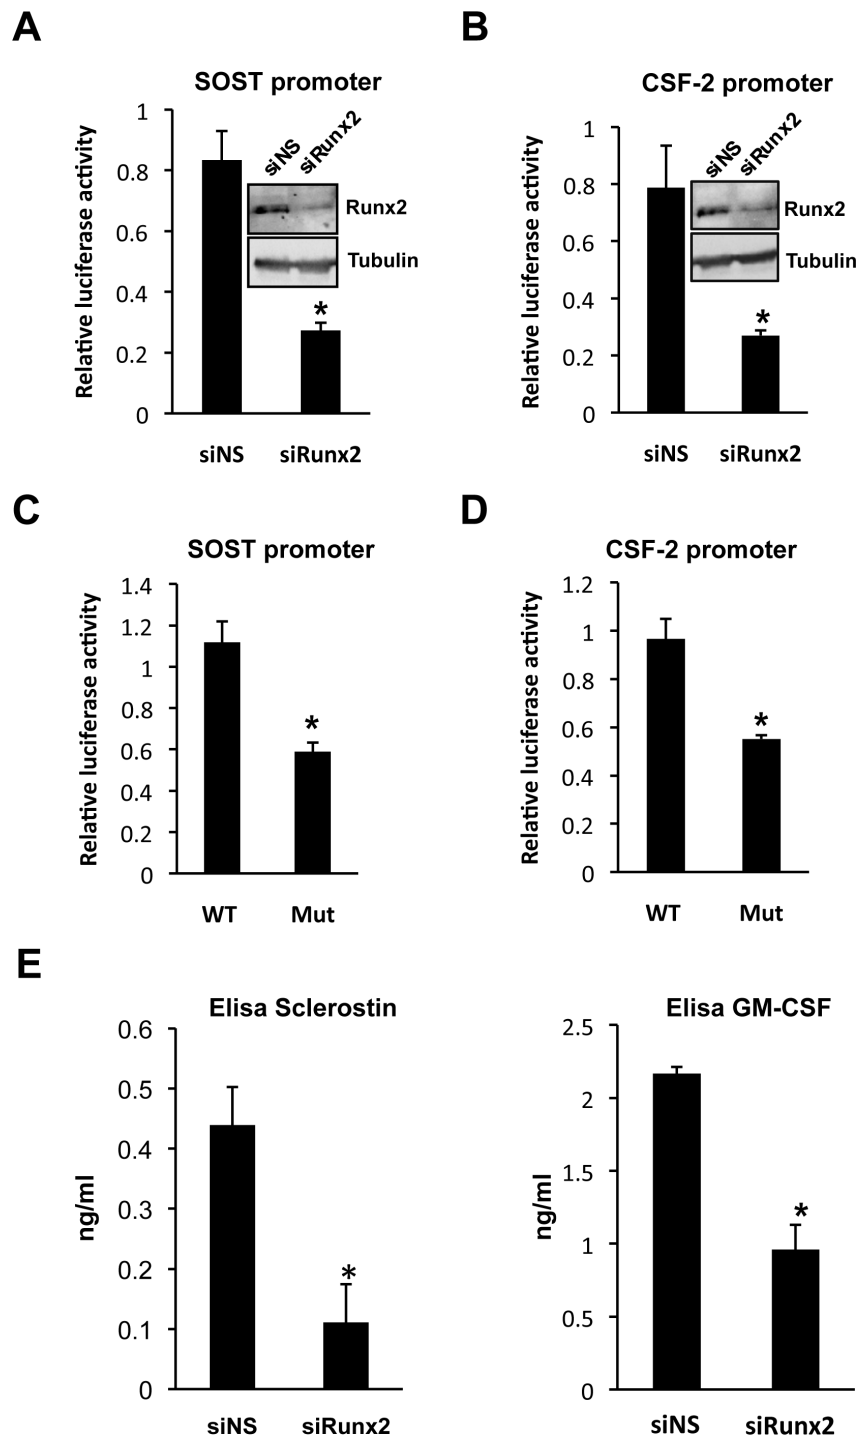 A
SOST promoter
Relative luciferase activity
1
0.8
0.6
0.4
0.2
0
siNS
siRunx2
Runx2
Tubulin
*
siNS
siRunx2
B
CSF-2 promoter
Relative luciferase activity
1
0.8
0.6
0.4
0.2
0
siNS
siRunx2
Runx2
Tubulin
*
siNS
siRunx2
C
SOST promoter
Relative luciferase activity
1.4
1.2
1
0.8
0.6
0.4
0.2
0
*
WT
Mut
D
CSF-2 promoter
Relative luciferase activity
1.2
1
0.8
0.6
0.4
0.2
0
*
WT
Mut
E
Elisa Sclerostin
ng/ml
0.6
0.5
0.4
0.3
0.2
0.1
0
*
siNS
siRunx2
Elisa GM-CSF
ng/ml
2.5
2
1.5
1
0.5
0
*
siNS
siRunx2